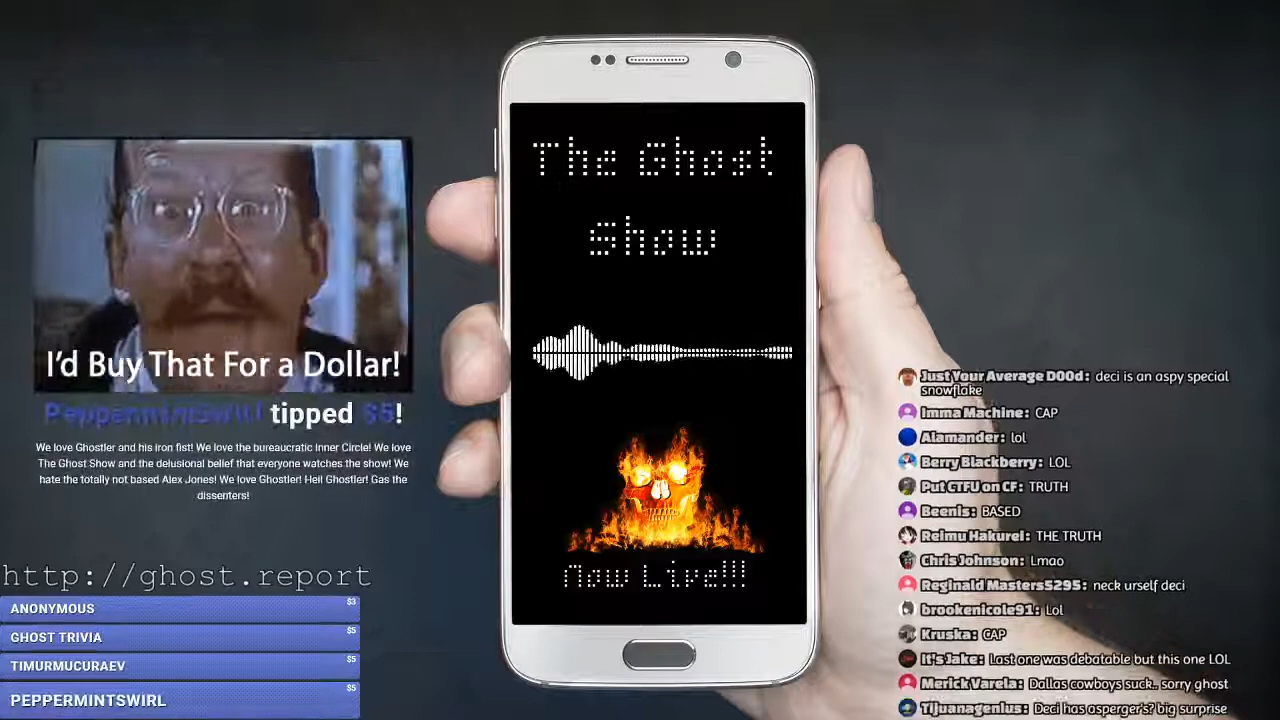 The Ghost
Show
Now Live!!!
I'd Buy That For a Dollar!
PeppermintSwirl tipped $5!
We love Ghostler and his iron fist! We love the bureaucratic Inner Circle! We love
The Ghost Show and the delusional belief that everyone watches the show! We
hate the totally not based Alex Jones! We love Ghostler! Heil Ghostler! Gas the
dissenters!
http://ghost.report
ANONYMOUS $3
GHOST TRIVIA $5
TIMURMUCURAEV $5
PEPPERMINTSWIRL $5
Just Your Average D00d: deci is an aspy special
snowflake
Imma Machine: CAP
Alamander: lol
Berry Blackberry: LOL
Put GTFU on CF: TRUTH
Beenis: BASED
Reimu Hakurei: THE TRUTH
Chris Johnson: Lmao
Reginald Masters5295: neck urself deci
brookenicole91: Lol
Kruska: CAP
It's Jake: Last one was debatable but this one LOL
Merick Varela: Dallas cowboys suck.. sorry ghost
Tijuanagenius: Deci has asperger's? big surprise